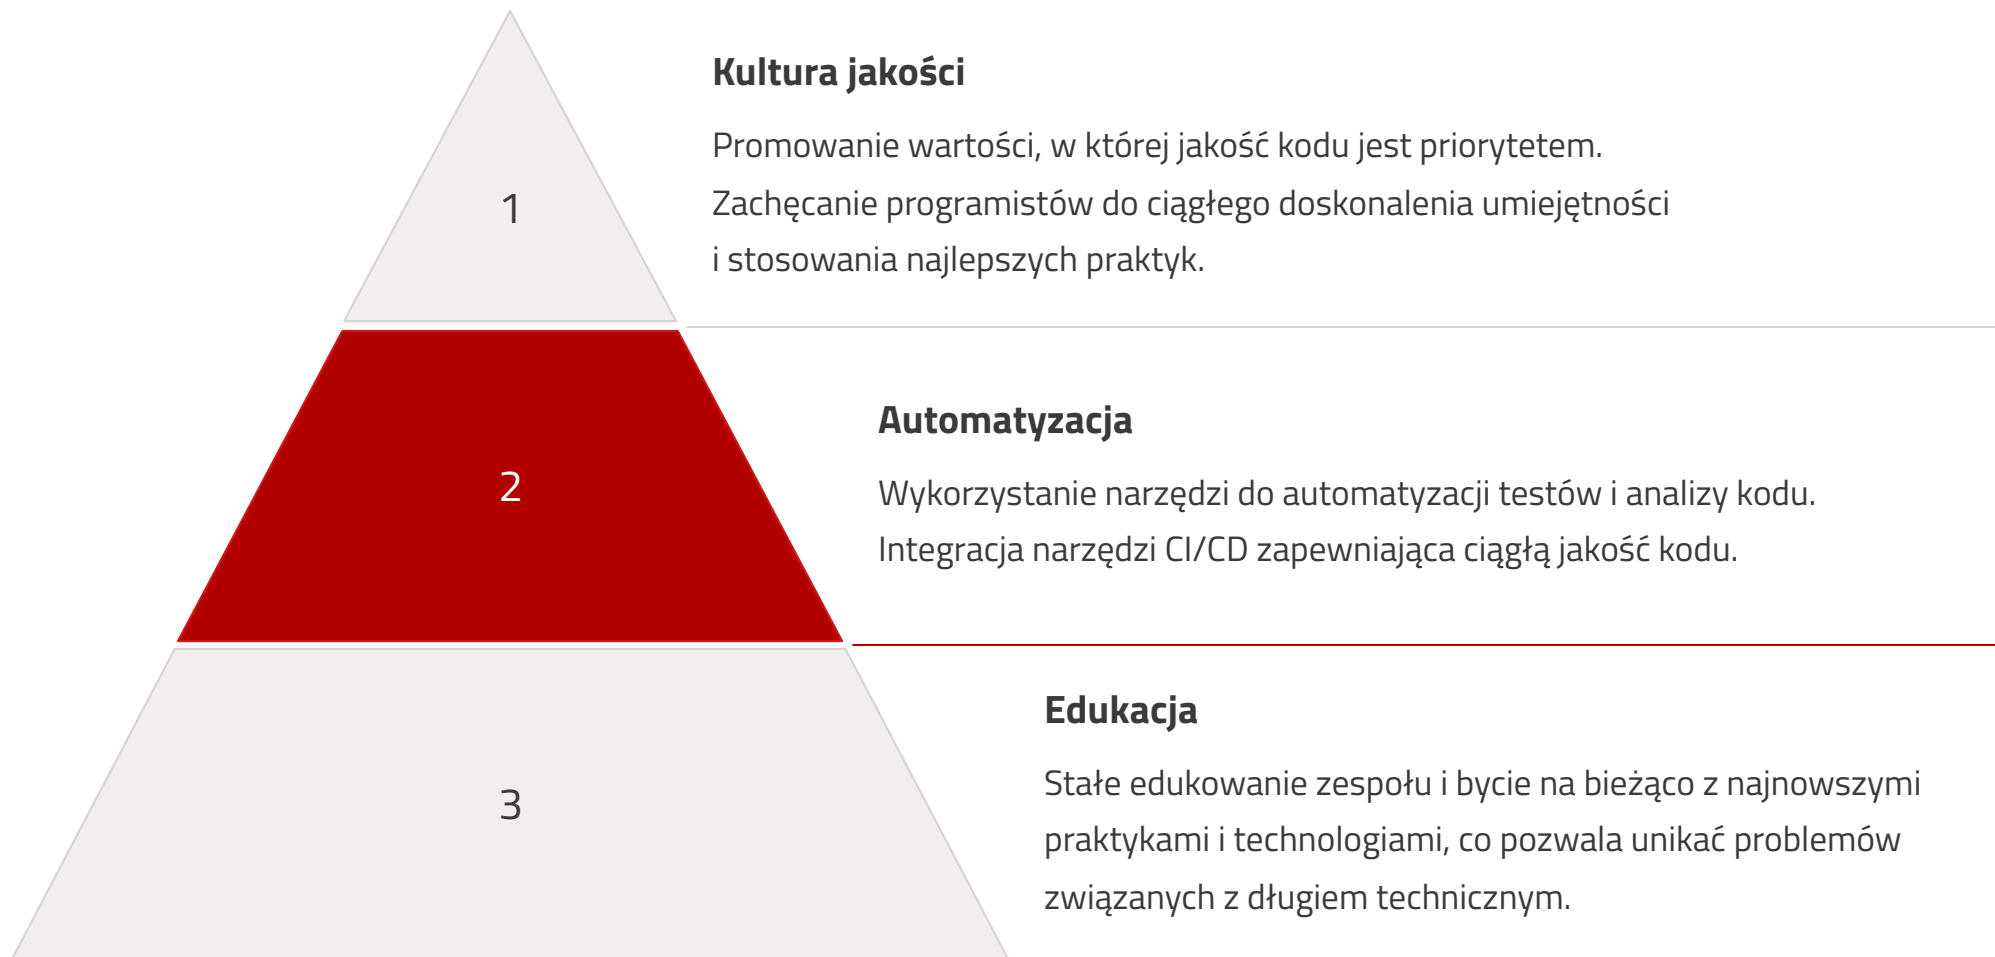 1
Kultura jakości
Promowanie wartości, w której jakość kodu jest priorytetem.
Zachęcanie programistów do ciągłego doskonalenia umiejętności
i stosowania najlepszych praktyk.
2
Automatyzacja
Wykorzystanie narzędzi do automatyzacji testów i analizy kodu.
Integracja narzędzi CI/CD zapewniająca ciągłą jakość kodu.
3
Edukacja
Stałe edukowanie zespołu i bycie na bieżąco z najnowszymi
praktykami i technologiami, co pozwala unikać problemów
związanych z długiem technicznym.